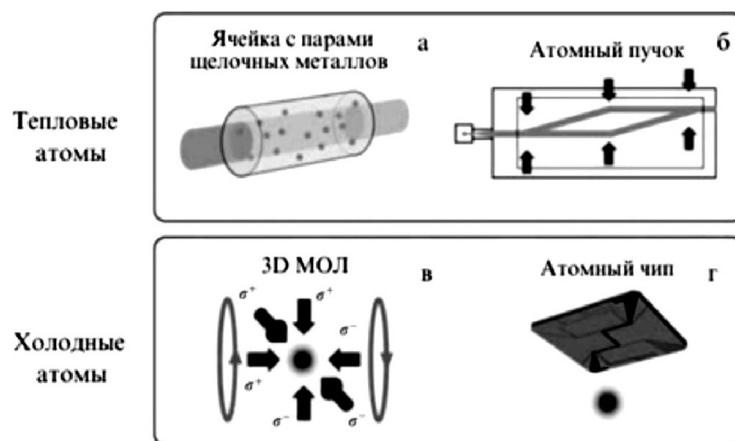 Тепловые
атомы
Ячейка с парами
щелочных металлов
а
Атомный пучок
б
Холодные
атомы
3D МОЛ
в
σ⁺
σ⁺
σ⁻
σ⁺
σ⁻
σ⁻
Атомный чип
г